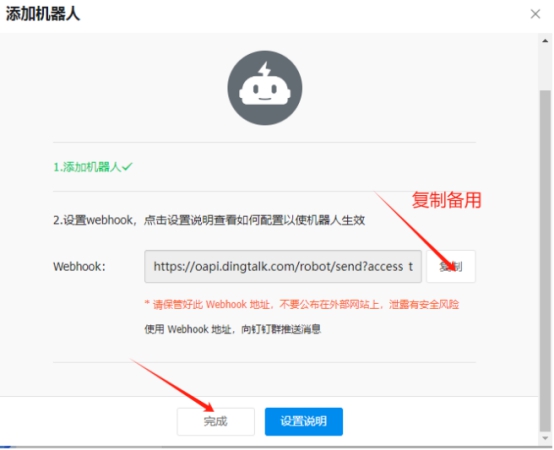 添加机器人
1.添加机器人
复制备用
2.设置webhook，点击设置说明查看如何配置以使机器人生效
Webhook:
https://oapi.dingtalk.com/robot/send?access_t
复制
* 请保管好此 Webhook 地址，不要公布在外部网站上，泄露有安全风险
使用 Webhook 地址，向钉钉群推送消息
完成
设置说明